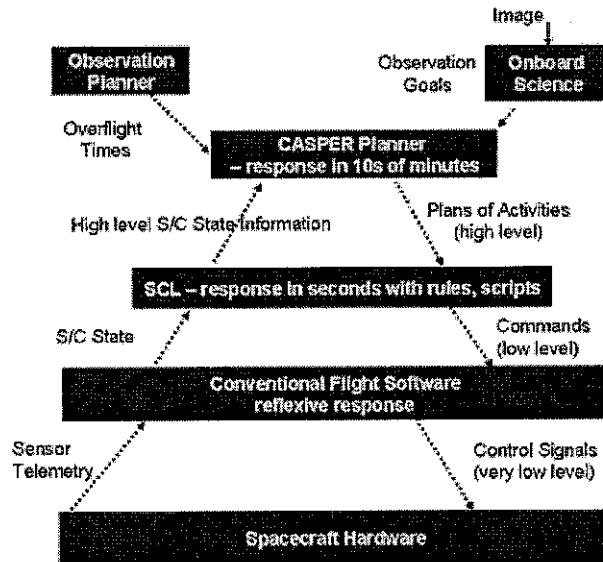 Image
Observation
Planner
Observation
Goals
Onboard
Science
Overflight
Times
CASPER Planner
– response in 10s of minutes
High level S/C State Information
Plans of Activities
(high level)
SCL – response in seconds with rules, scripts
S/C State
Commands
(low level)
Conventional Flight Software
reflexive response
Sensor
Telemetry
Control Signals
(very low level)
Spacecraft Hardware